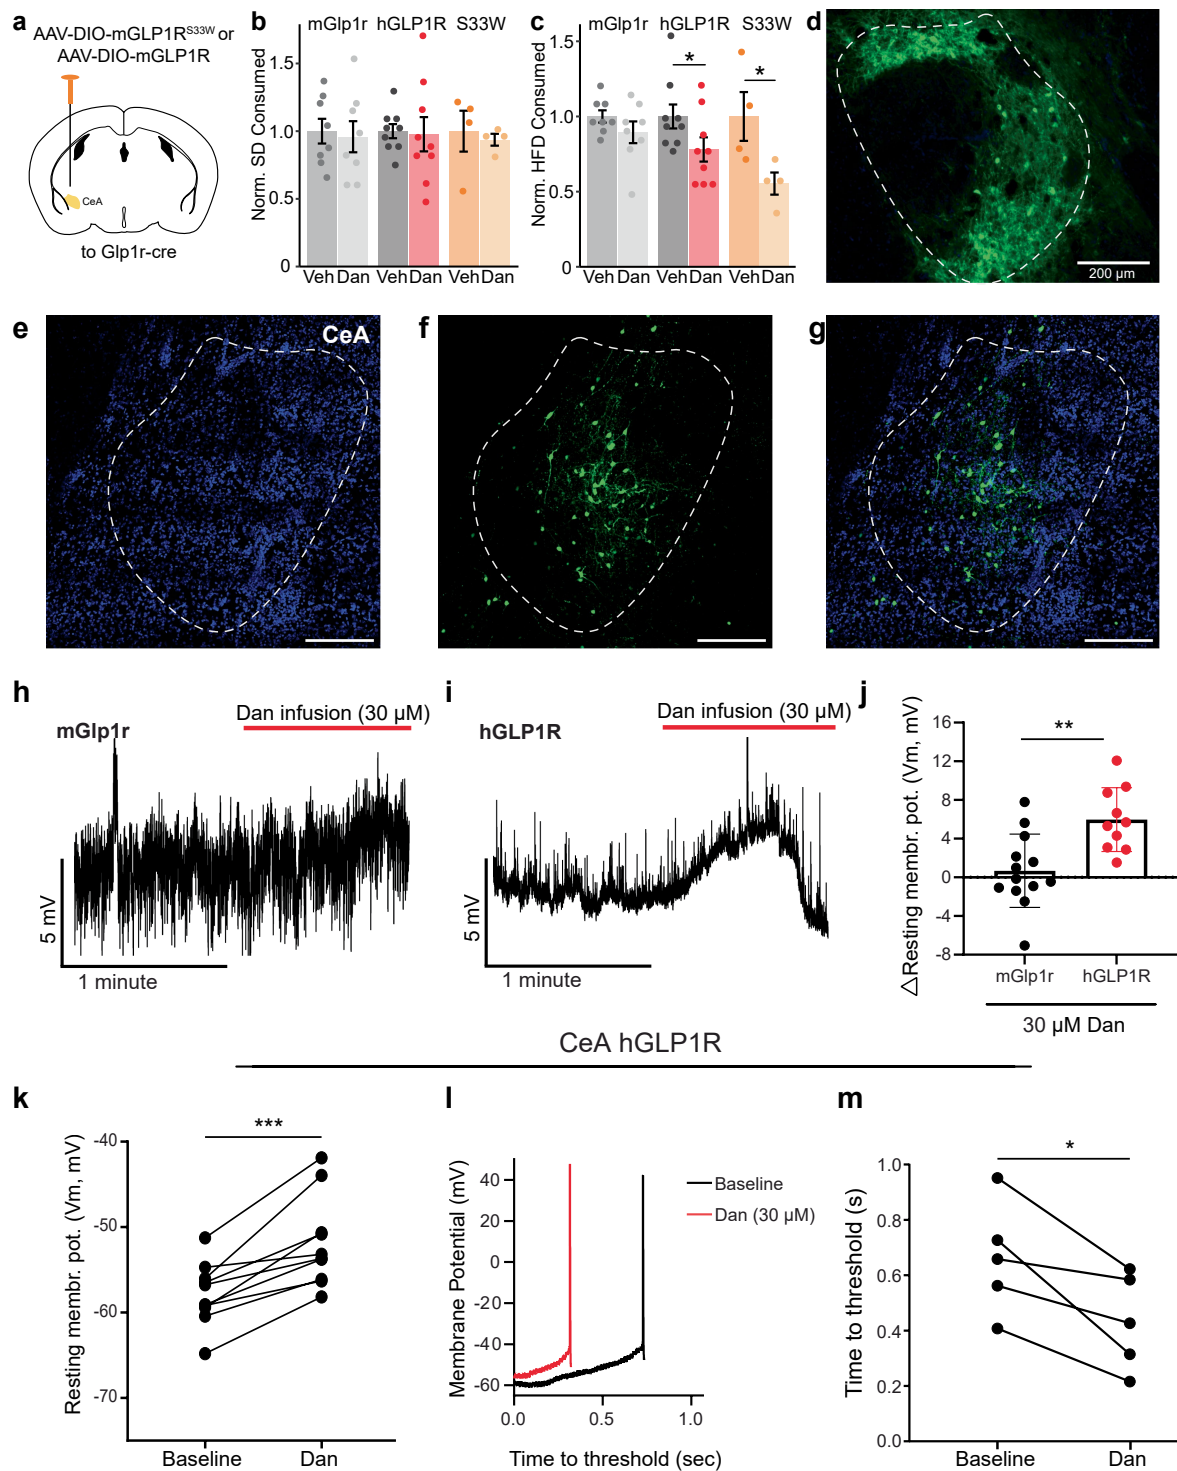 a
AAV-DIO-mGLP1R^S33W or
AAV-DIO-mGLP1R
CeA
to Glp1r-cre
b
mGlp1r hGLP1R S33W
Norm. SD Consumed
1.5
1.0
0.5
0
Veh Dan Veh Dan Veh Dan
c
mGlp1r hGLP1R S33W
Norm. HFD Consumed
1.5
1.0
0.5
0
* *
Veh Dan Veh Dan Veh Dan
d
200 µm
e
CeA
f
g
h
mGlp1r
Dan infusion (30 µM)
5 mV
1 minute
i
hGLP1R
Dan infusion (30 µM)
5 mV
1 minute
j
△Resting membr. pot. (Vm, mV)
16
12
8
4
0
-4
-8
**
mGlp1r hGLP1R
30 µM Dan
CeA hGLP1R
k
Resting membr. pot. (Vm, mV)
-40
-50
-60
-70
***
Baseline Dan
l
Membrane Potential (mV)
40
20
0
-20
-40
-60
0.0 0.5 1.0
Time to threshold (sec)
Baseline
Dan (30 µM)
m
Time to threshold (s)
1.0
0.8
0.6
0.4
0.2
0.0
*
Baseline Dan